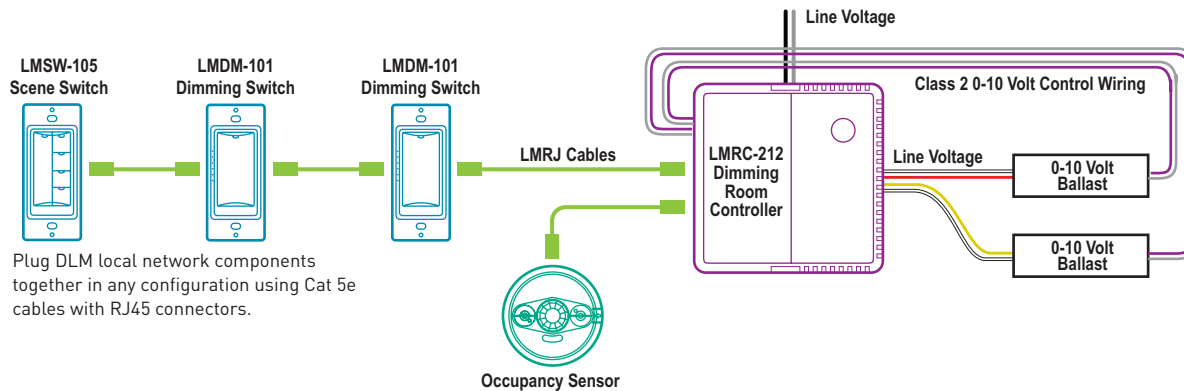 Line Voltage
LMSW-105
Scene Switch
LMDM-101
Dimming Switch
LMDM-101
Dimming Switch
Class 2 0-10 Volt Control Wiring
LMRJ Cables
LMRC-212
Dimming
Room
Controller
Line Voltage
0-10 Volt
Ballast
0-10 Volt
Ballast
Plug DLM local network components
together in any configuration using Cat 5e
cables with RJ45 connectors.
Occupancy Sensor